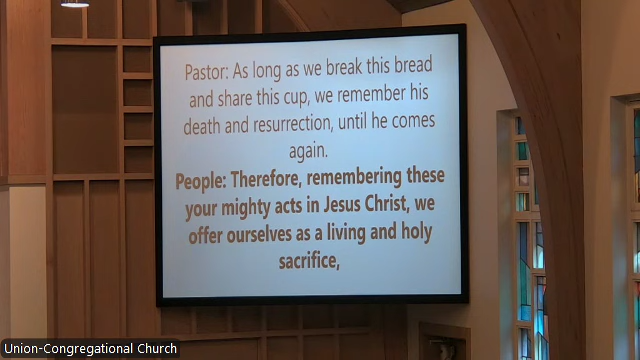 Pastor: As long as we break this bread
and share this cup, we remember his
death and resurrection, until he comes
again.
People: Therefore, remembering these
your mighty acts in Jesus Christ, we
offer ourselves as a living and holy
sacrifice,
Union-Congregational Church